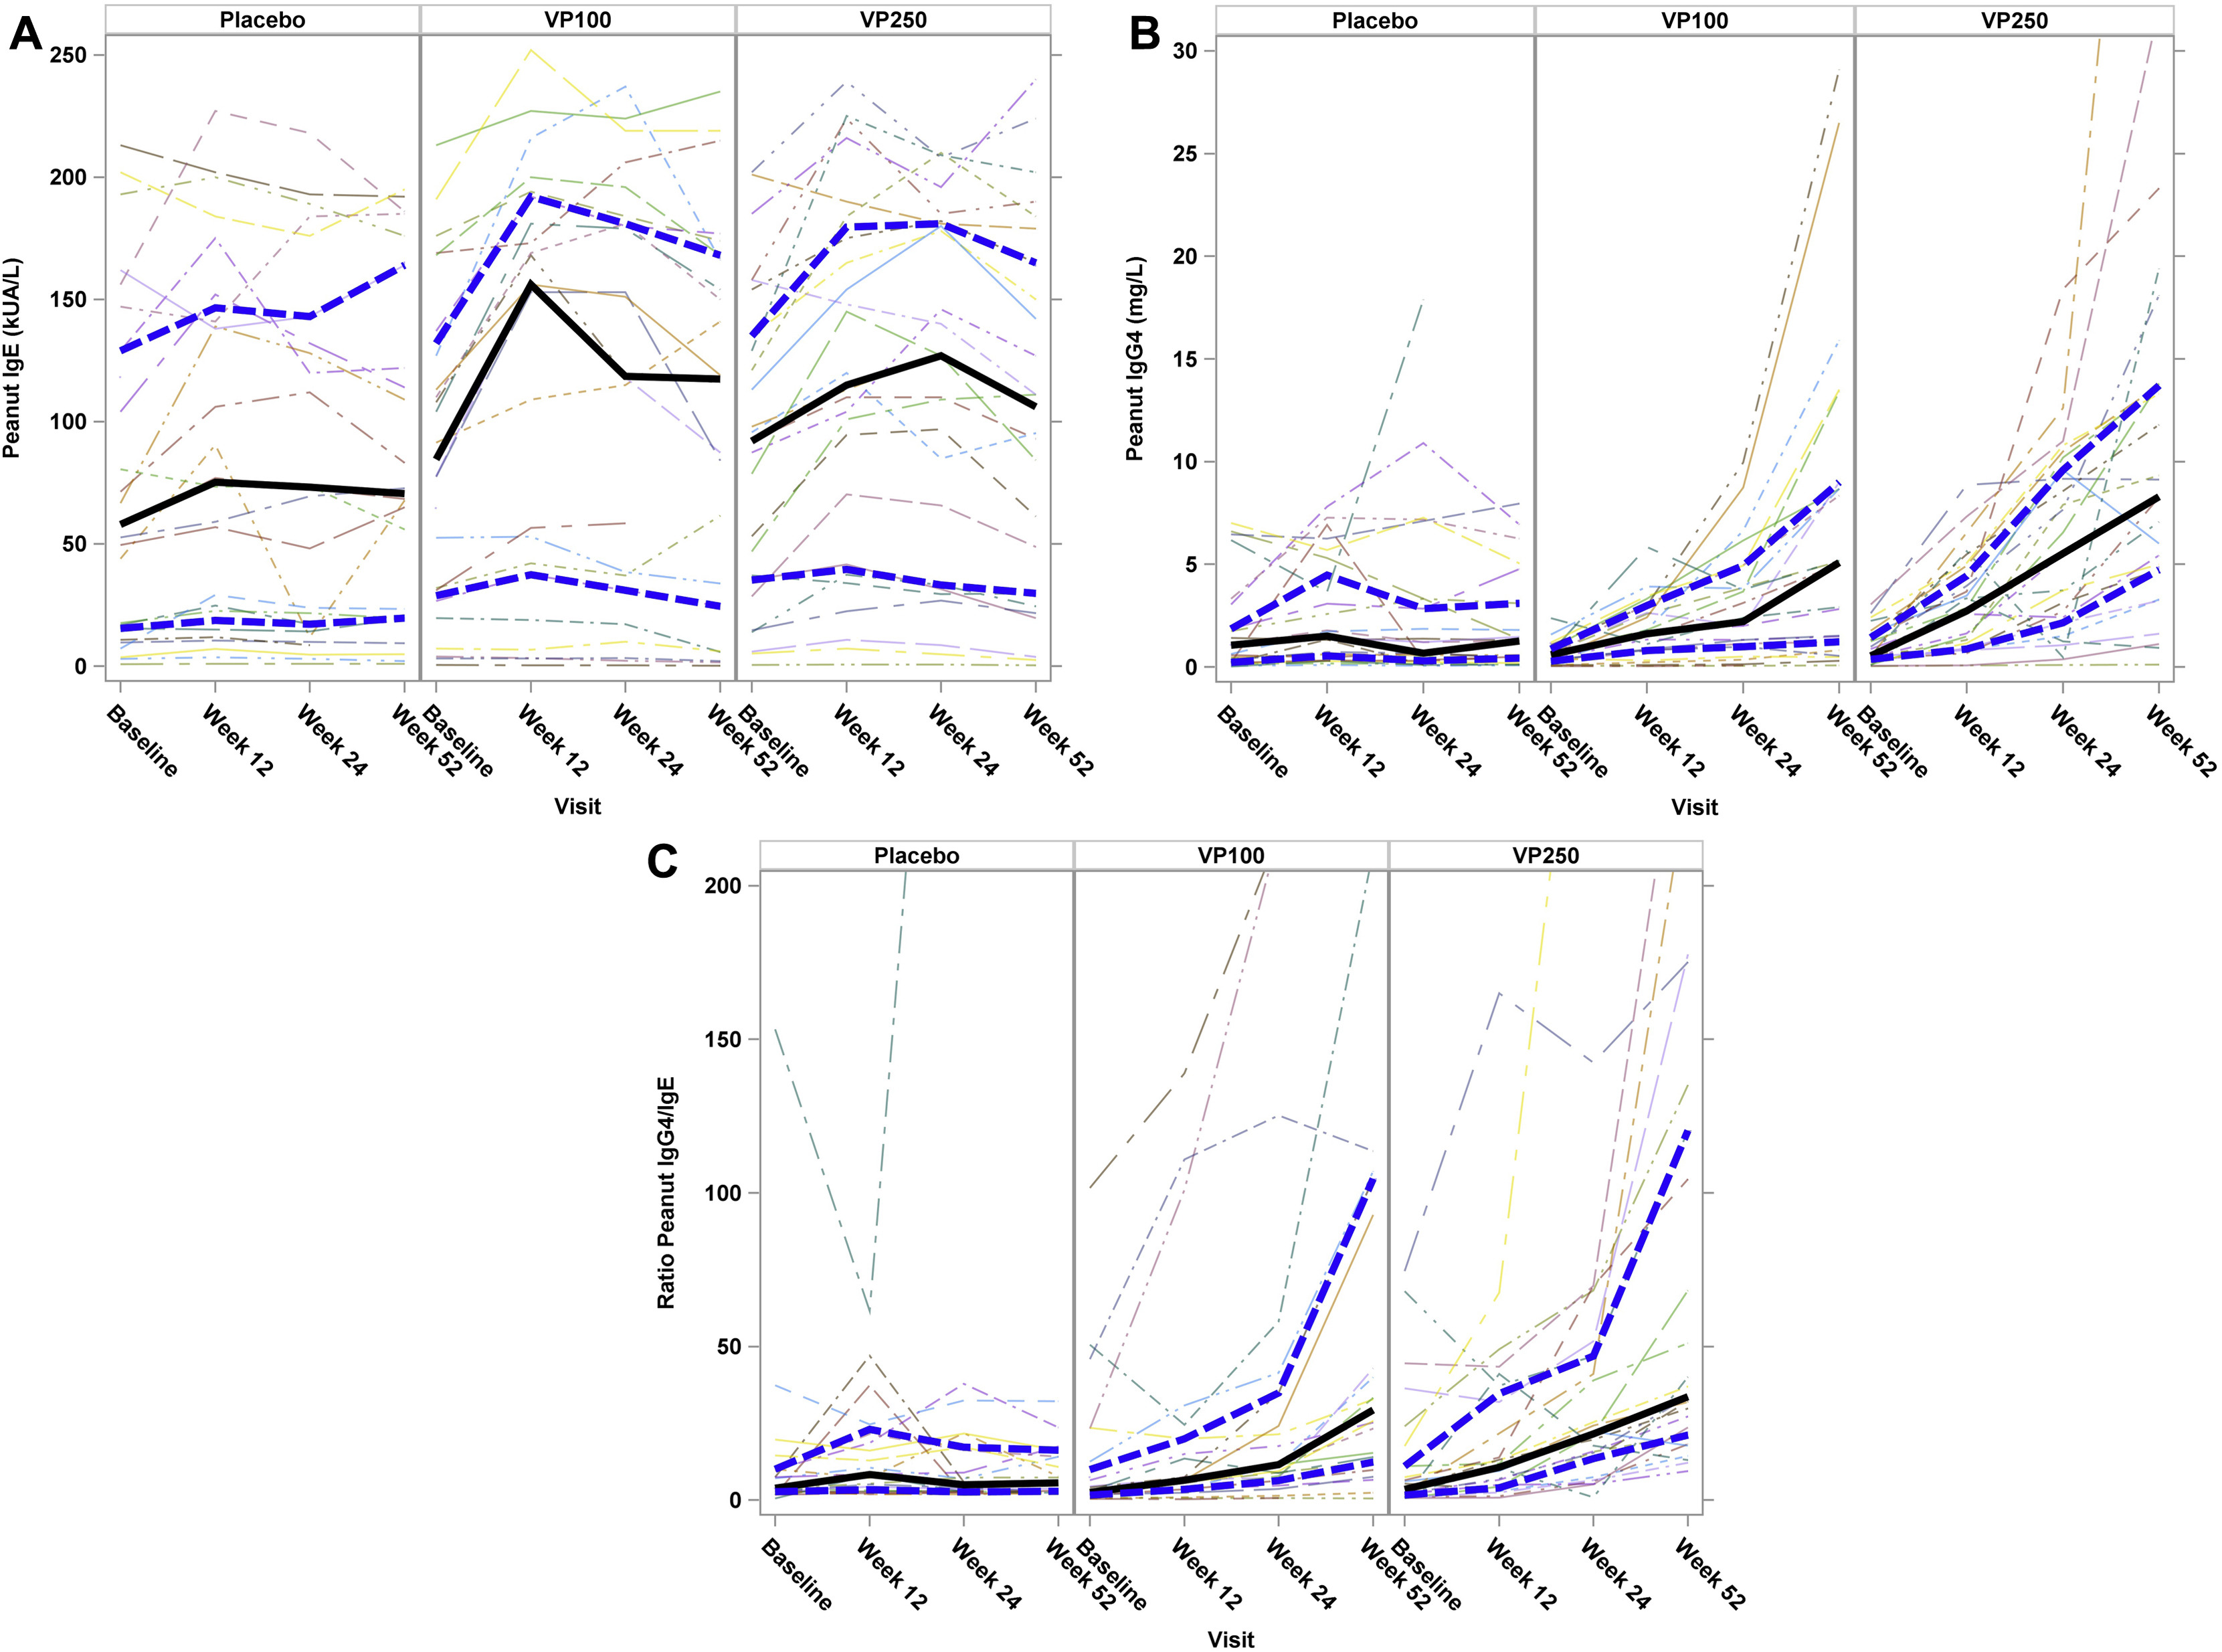 A
Placebo VP100 VP250
Peanut IgE (kUA/L)
250
200
150
100
50
0
Baseline Week 12 Week 24 Week 52 Baseline Week 12 Week 24 Week 52 Baseline Week 12 Week 24 Week 52
Visit
B
Placebo VP100 VP250
Peanut IgG4 (mg/L)
30
25
20
15
10
5
0
Baseline Week 12 Week 24 Week 52 Baseline Week 12 Week 24 Week 52 Baseline Week 12 Week 24 Week 52
Visit
C
Placebo VP100 VP250
Ratio Peanut IgG4/IgE
200
150
100
50
0
Baseline Week 12 Week 24 Week 52 Baseline Week 12 Week 24 Week 52 Baseline Week 12 Week 24 Week 52
Visit